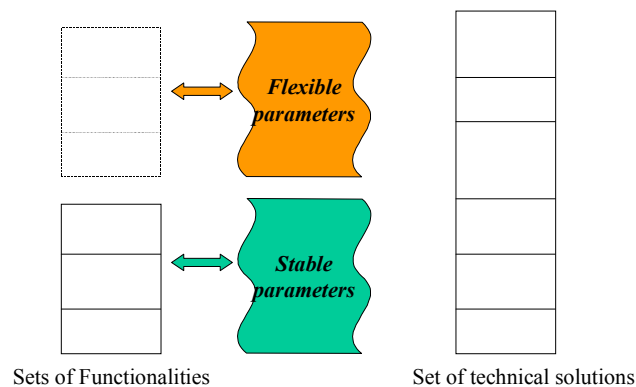 Flexible
parameters
Stable
parameters
Sets of Functionalities
Set of technical solutions